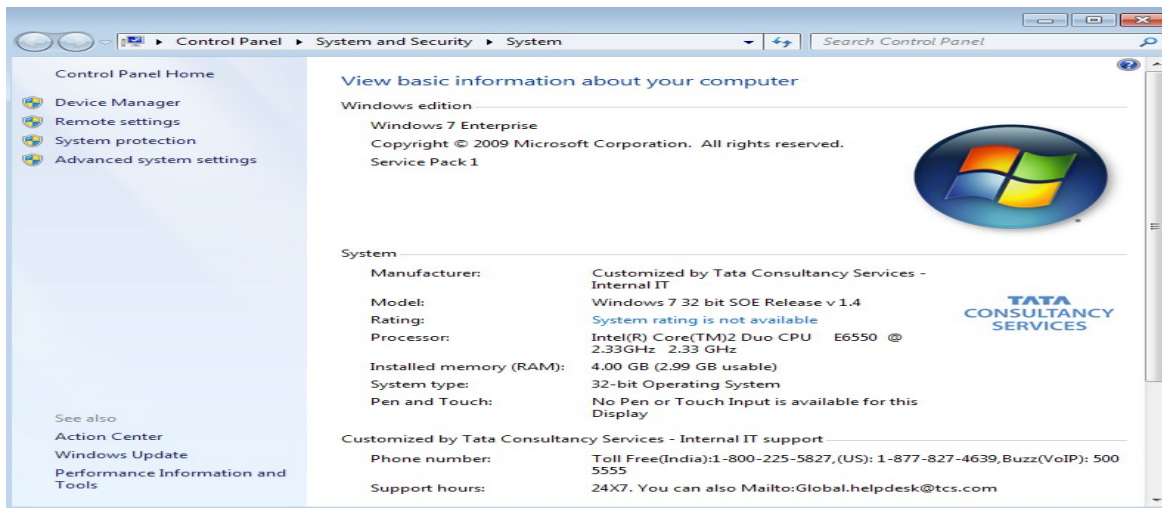 Control Panel ▸ System and Security ▸ System
Search Control Panel
Control Panel Home
Device Manager
Remote settings
System protection
Advanced system settings
See also
Action Center
Windows Update
Performance Information and
Tools
View basic information about your computer
Windows edition
Windows 7 Enterprise
Copyright © 2009 Microsoft Corporation. All rights reserved.
Service Pack 1
System
Manufacturer: Customized by Tata Consultancy Services -
Internal IT
Model: Windows 7 32 bit SOE Release v 1.4
Rating: System rating is not available
Processor: Intel(R) Core(TM)2 Duo CPU E6550 @
2.33GHz 2.33 GHz
Installed memory (RAM): 4.00 GB (2.99 GB usable)
System type: 32-bit Operating System
Pen and Touch: No Pen or Touch Input is available for this
Display
TATA
CONSULTANCY
SERVICES
Customized by Tata Consultancy Services - Internal IT support
Phone number: Toll Free(India):1-800-225-5827,(US): 1-877-827-4639,Buzz(VoIP): 500
5555
Support hours: 24X7. You can also Mailto:Global.helpdesk@tcs.com